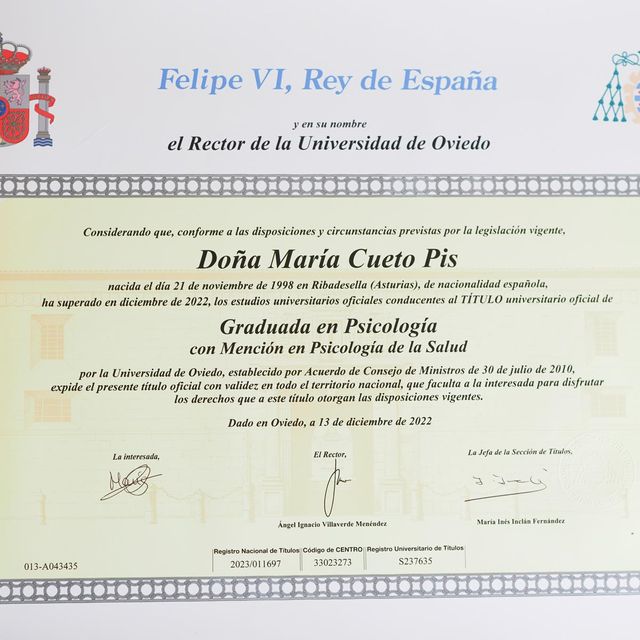 Felipe VI, Rey de España
y en su nombre
el Rector de la Universidad de Oviedo
Considerando que, conforme a las disposiciones y circunstancias previstas por la legislación vigente,
Doña María Cueto Pis
nacida el día 21 de noviembre de 1998 en Ribadesella (Asturias), de nacionalidad española,
ha superado en diciembre de 2022, los estudios universitarios oficiales conducentes al TÍTULO universitario oficial de
Graduada en Psicología
con Mención en Psicología de la Salud
por la Universidad de Oviedo, establecido por Acuerdo de Consejo de Ministros de 30 de julio de 2010,
expide el presente título oficial con validez en todo el territorio nacional, que faculta a la interesada para disfrutar
los derechos que a este título otorgan las disposiciones vigentes.
Dado en Oviedo, a 13 de diciembre de 2022
La interesada, El Rector, La Jefa de la Sección de Títulos,
Ángel Ignacio Villaverde Menéndez María Inés Inclán Fernández
Registro Nacional de Títulos Código de CENTRO Registro Universitario de Títulos
013-A043435 2023/011697 33023273 S237635